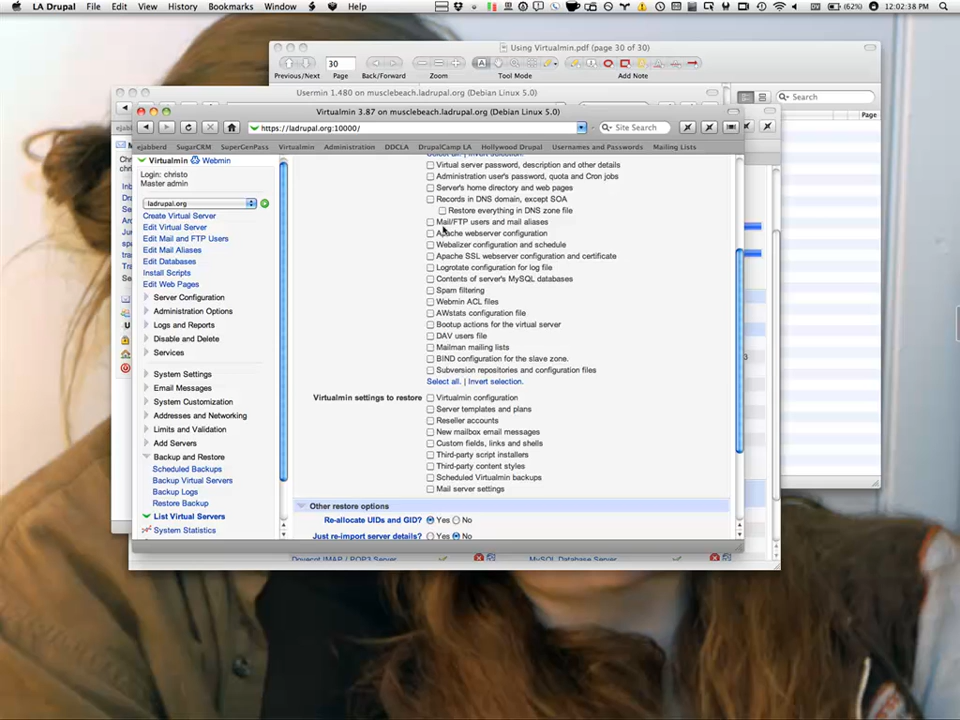 LA Drupal File Edit View History Bookmarks Window Help (62%) 12:02:38 PM
Using Virtualmin.pdf (page 30 of 30)
30
Previous/Next Page Back/Forward Zoom Tool Mode Add Note
Usermin 1.480 on musclebeach.ladrupal.org (Debian Linux 5.0)
Search
Page
Virtualmin 3.87 on musclebeach.ladrupal.org (Debian Linux 5.0)
https://ladrupal.org:10000/
Site Search
ejabberd SugarCRM SuperGenPass Virtualmin Administration DDCLA DrupalCamp LA Hollywood Drupal Usernames and Passwords Mailing Lists
Virtualmin Webmin
Login: christo
Master admin
ladrupal.org
Create Virtual Server
Edit Virtual Server
Edit Mail and FTP Users
Edit Mail Aliases
Edit Databases
Install Scripts
Edit Web Pages
Server Configuration
Administration Options
Logs and Reports
Disable and Delete
Services
System Settings
Email Messages
System Customization
Addresses and Networking
Limits and Validation
Add Servers
Backup and Restore
Scheduled Backups
Backup Virtual Servers
Backup Logs
Restore Backup
List Virtual Servers
System Statistics
Select all. | Invert selection.
Virtual server password, description and other details
Administration user's password, quota and Cron jobs
Server's home directory and web pages
Records in DNS domain, except SOA
Restore everything in DNS zone file
Mail/FTP users and mail aliases
Apache webserver configuration
Webalizer configuration and schedule
Apache SSL webserver configuration and certificate
Logrotate configuration for log file
Contents of server's MySQL databases
Spam filtering
Webmin ACL files
AWstats configuration file
Bootup actions for the virtual server
DAV users file
Mailman mailing lists
BIND configuration for the slave zone.
Subversion repositories and configuration files
Select all. | Invert selection.
Virtualmin settings to restore
Virtualmin configuration
Server templates and plans
Reseller accounts
New mailbox email messages
Custom fields, links and shells
Third-party script installers
Third-party content styles
Scheduled Virtualmin backups
Mail server settings
Other restore options
Re-allocate UIDs and GID? Yes No
Just re-import server details? Yes No
Dovecot IMAP / POP3 Server MySQL Database Server